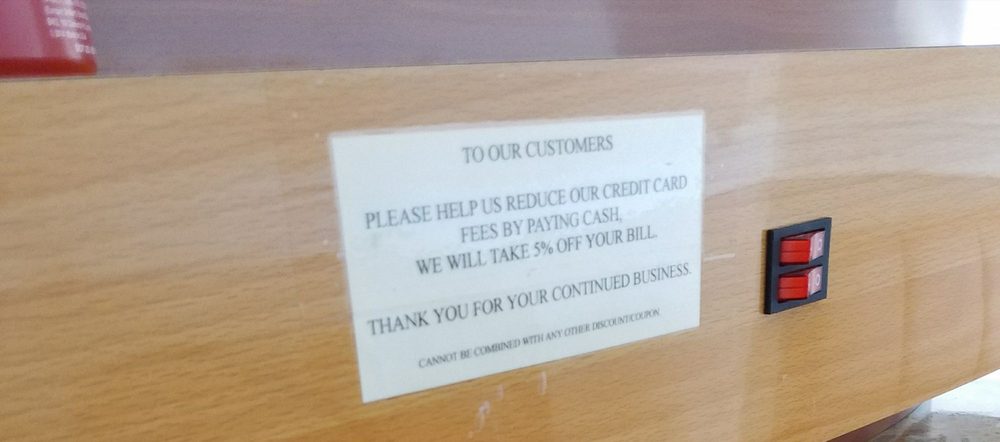 TO OUR CUSTOMERS
PLEASE HELP US REDUCE OUR CREDIT CARD
FEES BY PAYING CASH,
WE WILL TAKE 5% OFF YOUR BILL.
THANK YOU FOR YOUR CONTINUED BUSINESS.
CANNOT BE COMBINED WITH ANY OTHER DISCOUNT/COUPON